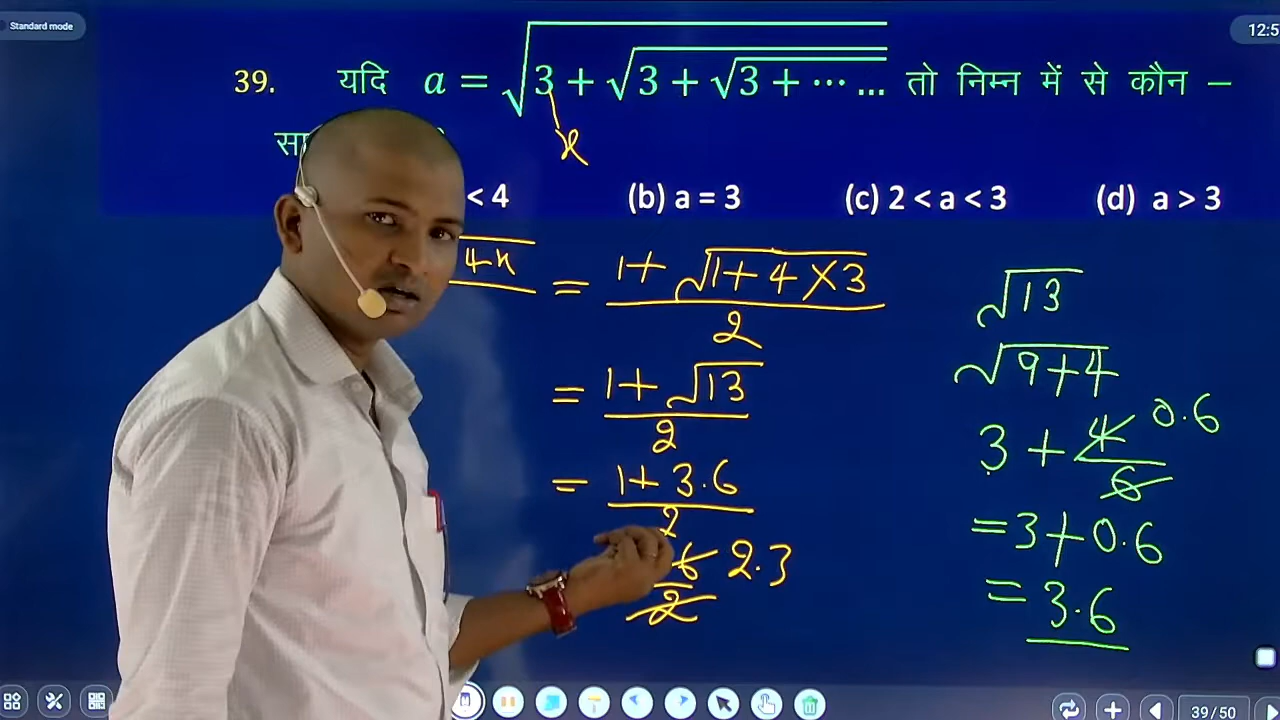 Standard mode
12:5
39. यदि a = √3 + √3 + √3 + ⋯ ... तो निम्न में से कौन –
x
< 4 (b) a = 3 (c) 2 < a < 3 (d) a > 3
= 1 + √1 + 4 × 3 / 2
= 1 + √13 / 2
= 1 + 3.6 / 2
6 / 2 2.3
√13
√9 + 4
3 + 4 / 6 0.6
= 3 + 0.6
= 3.6
39/50